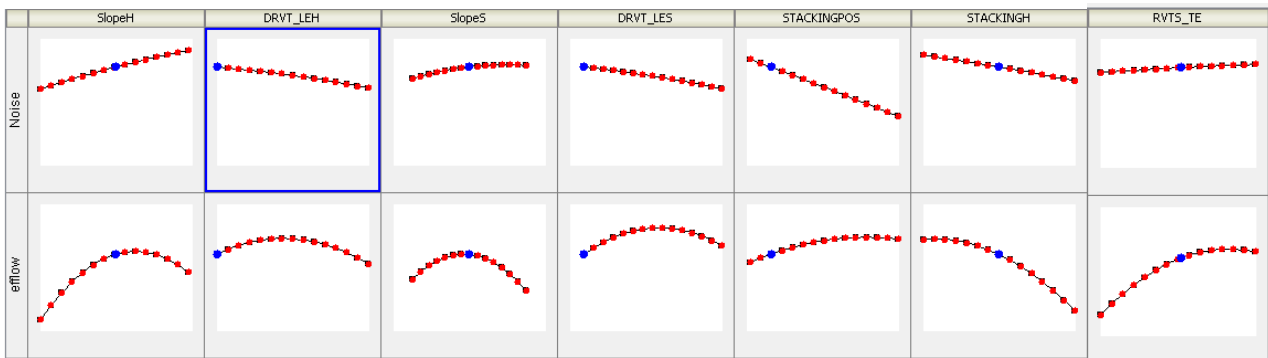 SlopeH DRVT_LEH SlopeS DRVT_LES STACKINGPOS STACKINGH RVTS_TE
Noise
efflow